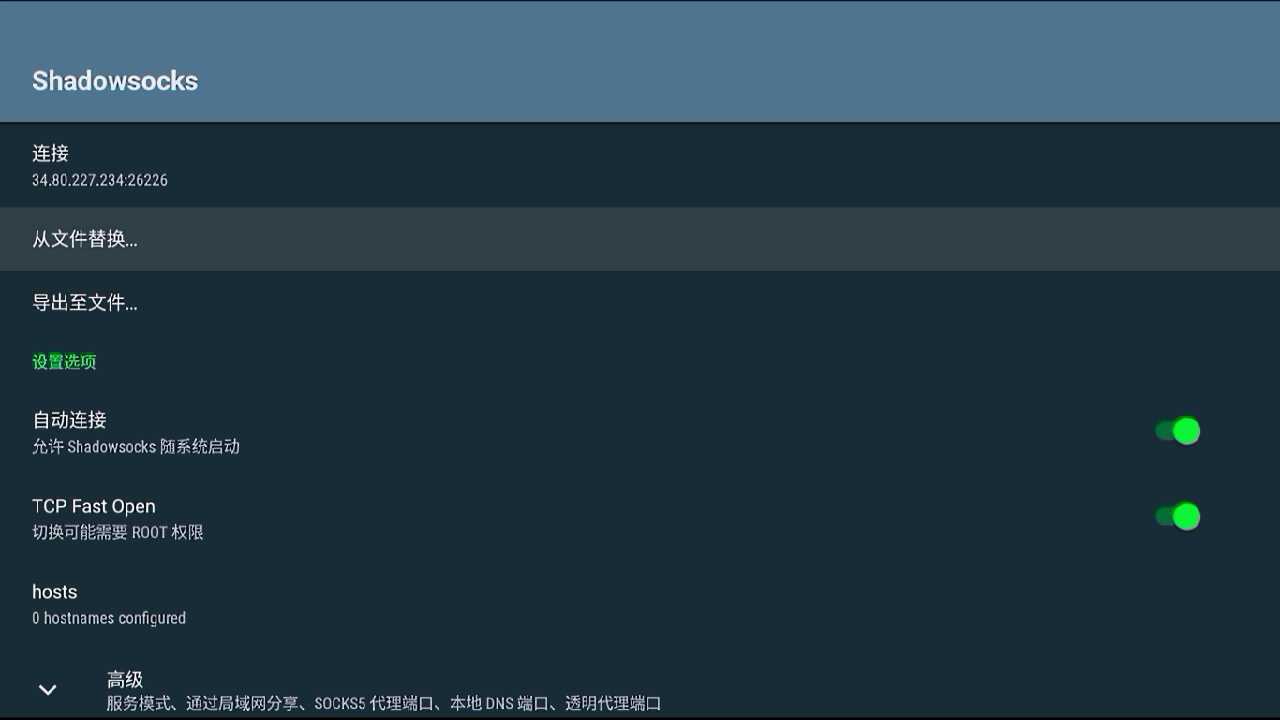 Shadowsocks
连接
34.80.227.234:26226
从文件替换...
导出至文件...
设置选项
自动连接
允许 Shadowsocks 随系统启动
TCP Fast Open
切换可能需要 ROOT 权限
hosts
0 hostnames configured
高级
服务模式、通过局域网分享、SOCKS5 代理端口、本地 DNS 端口、透明代理端口